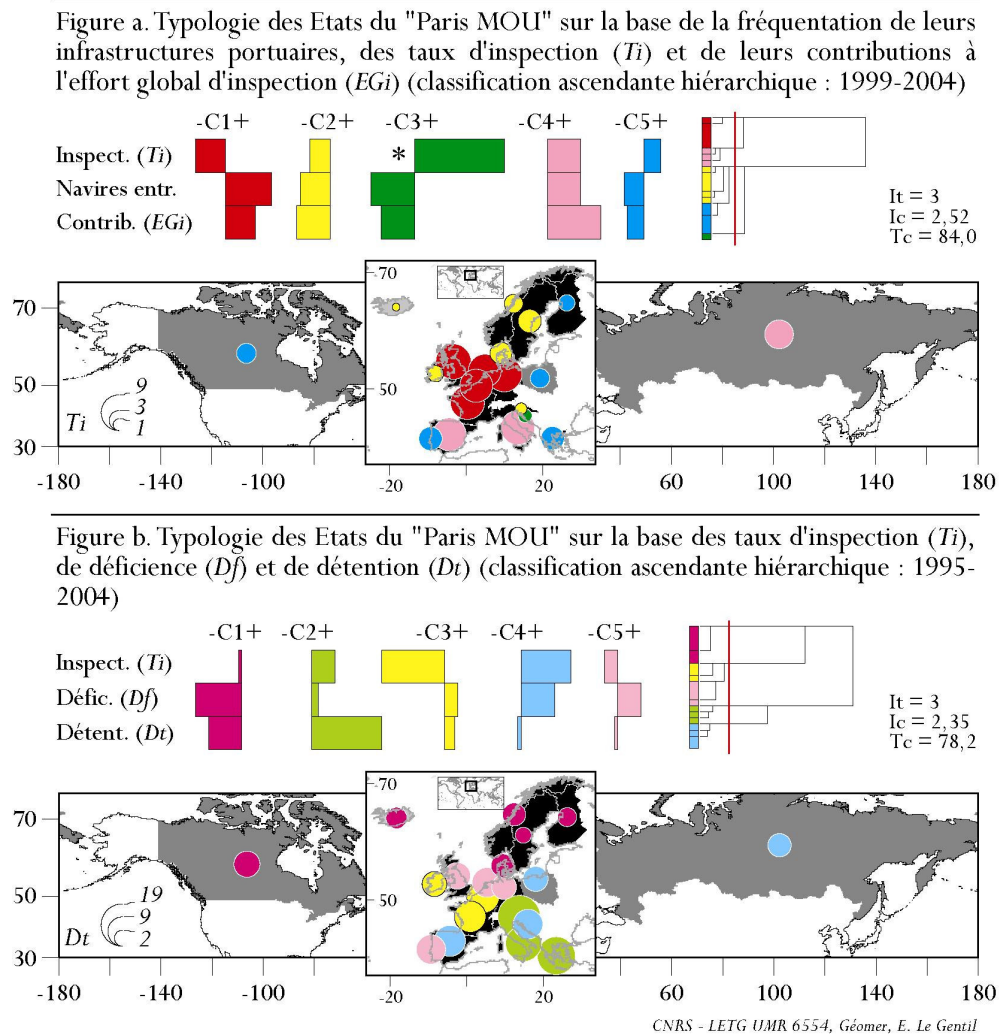 Figure a. Typologie des Etats du "Paris MOU" sur la base de la fréquentation de leurs
infrastructures portuaires, des taux d'inspection (Ti) et de leurs contributions à
l'effort global d'inspection (EGi) (classification ascendante hiérarchique : 1999-2004)
-C1+ -C2+ -C3+ -C4+ -C5+
Inspect. (Ti) *
Navires entr.
Contrib. (EGi)
It = 3
Ic = 2,52
Tc = 84,0
70 50 30
-70 50
9
3
1
Ti
-20 20
-180 -140 -100 60 100 140 180
Figure b. Typologie des Etats du "Paris MOU" sur la base des taux d'inspection (Ti),
de déficience (Df) et de détention (Dt) (classification ascendante hiérarchique : 1995-
2004)
-C1+ -C2+ -C3+ -C4+ -C5+
Inspect. (Ti)
Défic. (Df)
Détent. (Dt)
It = 3
Ic = 2,35
Tc = 78,2
70 50 30
-70 50
19
9
2
Dt
-20 20
-180 -140 -100 60 100 140 180
CNRS - LETG UMR 6554, Géomer, E. Le Gentil